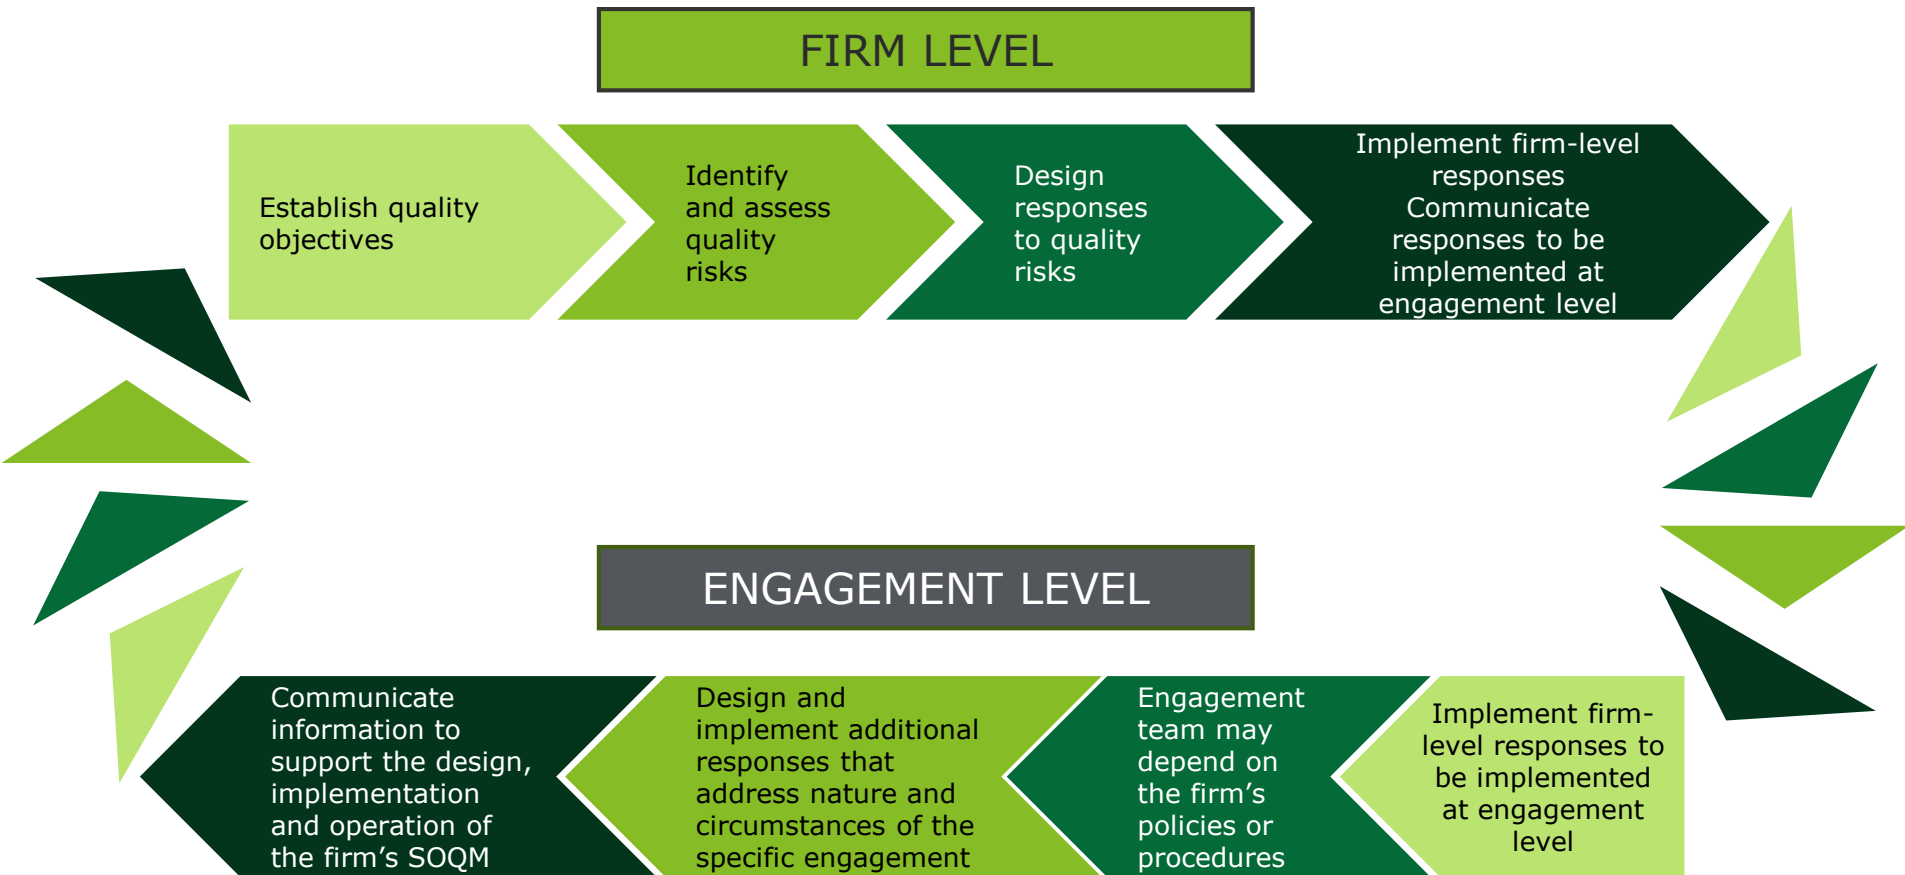 FIRM LEVEL
Establish quality
objectives
Identify
and assess
quality
risks
Design
responses
to quality
risks
Implement firm-level
responses
Communicate
responses to be
implemented at
engagement level
ENGAGEMENT LEVEL
Communicate
information to
support the design,
implementation
and operation of
the firm’s SOQM
Design and
implement additional
responses that
address nature and
circumstances of the
specific engagement
Engagement
team may
depend on
the firm’s
policies or
procedures
Implement firm-
level responses to
be implemented
at engagement
level